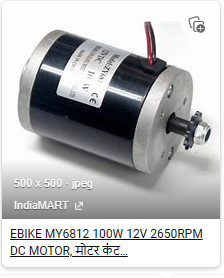 500 x 500 · jpeg
IndiaMART
EBIKE MY6812 100W 12V 2650RPM
DC MOTOR, मोटर कंट...